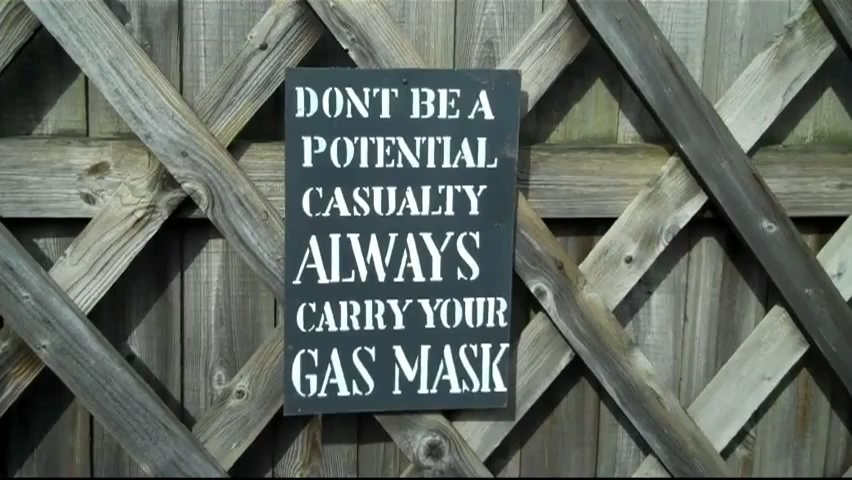 DONT BE A
POTENTIAL
CASUALTY
ALWAYS
CARRY YOUR
GAS MASK